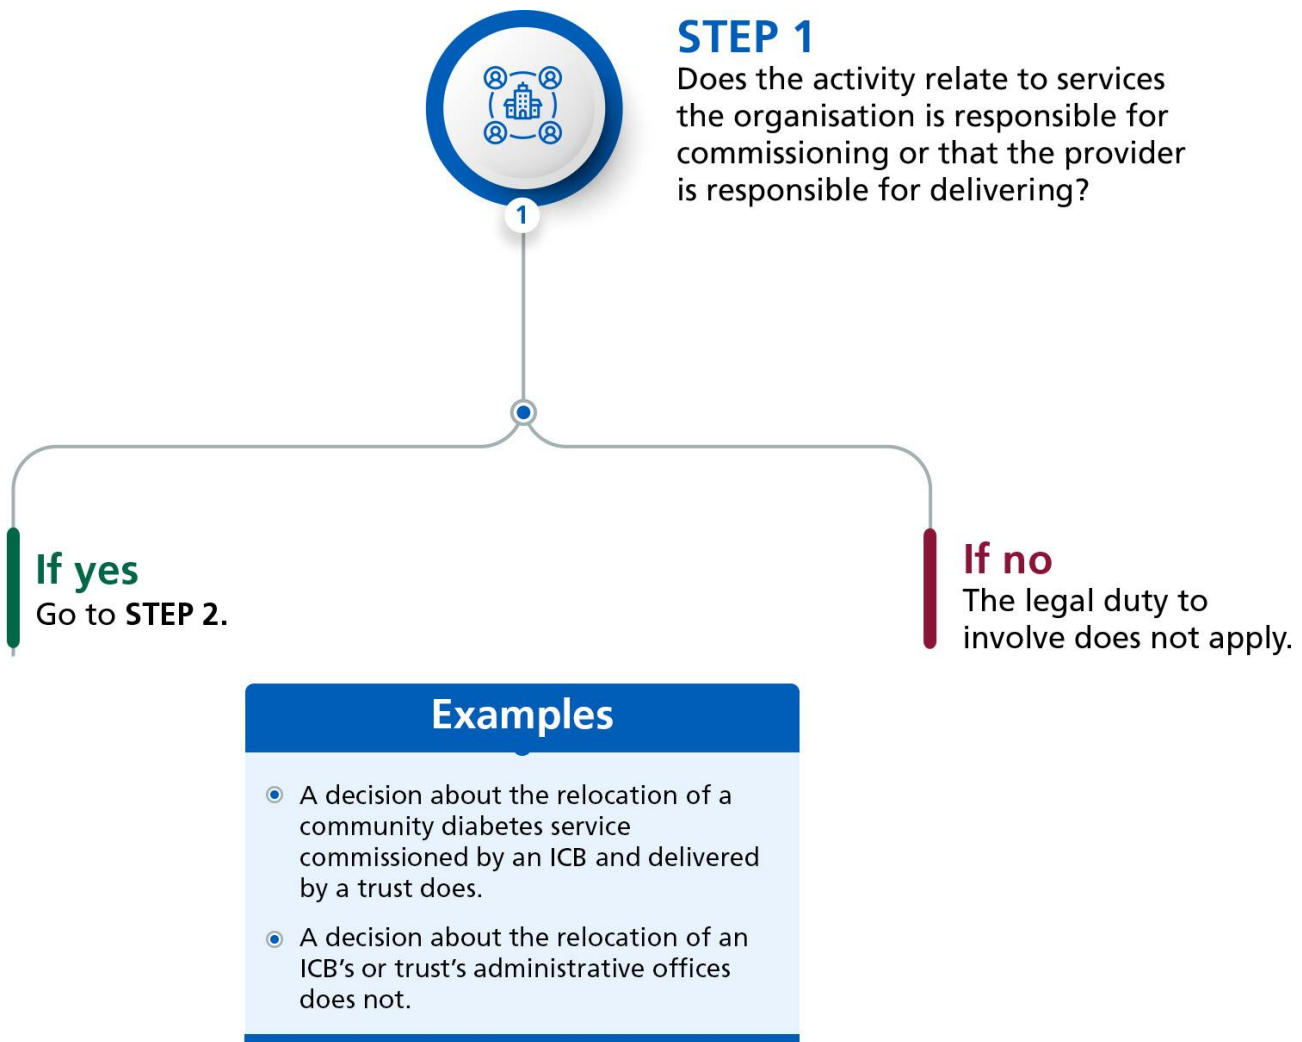 STEP 1
Does the activity relate to services
the organisation is responsible for
commissioning or that the provider
is responsible for delivering?
1
If yes
Go to STEP 2.
If no
The legal duty to
involve does not apply.
Examples
A decision about the relocation of a
community diabetes service
commissioned by an ICB and delivered
by a trust does.
A decision about the relocation of an
ICB’s or trust’s administrative offices
does not.